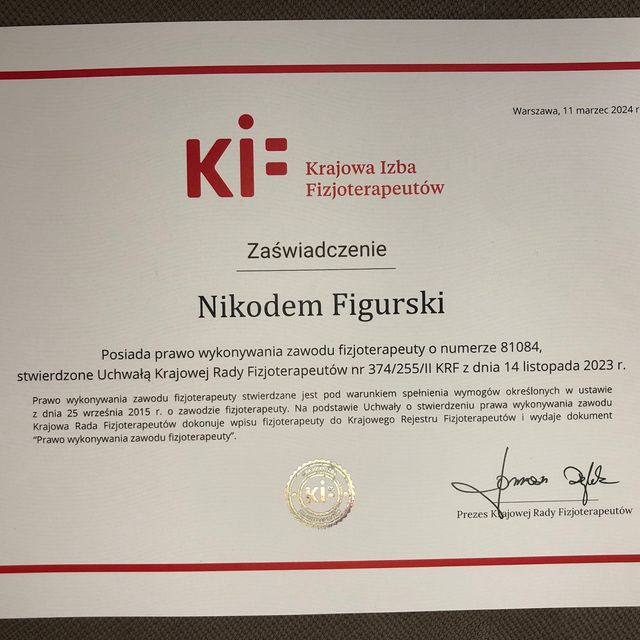 Warszawa, 11 marzec 2024 r
KiF
Krajowa Izba
Fizjoterapeutów
Zaświadczenie
Nikodem Figurski
Posiada prawo wykonywania zawodu fizjoterapeuty o numerze 81084,
stwierdzone Uchwałą Krajowej Rady Fizjoterapeutów nr 374/255/II KRF z dnia 14 listopada 2023 r.
Prawo wykonywania zawodu fizjoterapeuty stwierdzane jest pod warunkiem spełnienia wymogów określonych w ustawie
z dnia 25 września 2015 r. o zawodzie fizjoterapeuty. Na podstawie Uchwały o stwierdzeniu prawa wykonywania zawodu
Krajowa Rada Fizjoterapeutów dokonuje wpisu fizjoterapeuty do Krajowego Rejestru Fizjoterapeutów i wydaje dokument
"Prawo wykonywania zawodu fizjoterapeuty".
KiF
Prezes Krajowej Rady Fizjoterapeutów